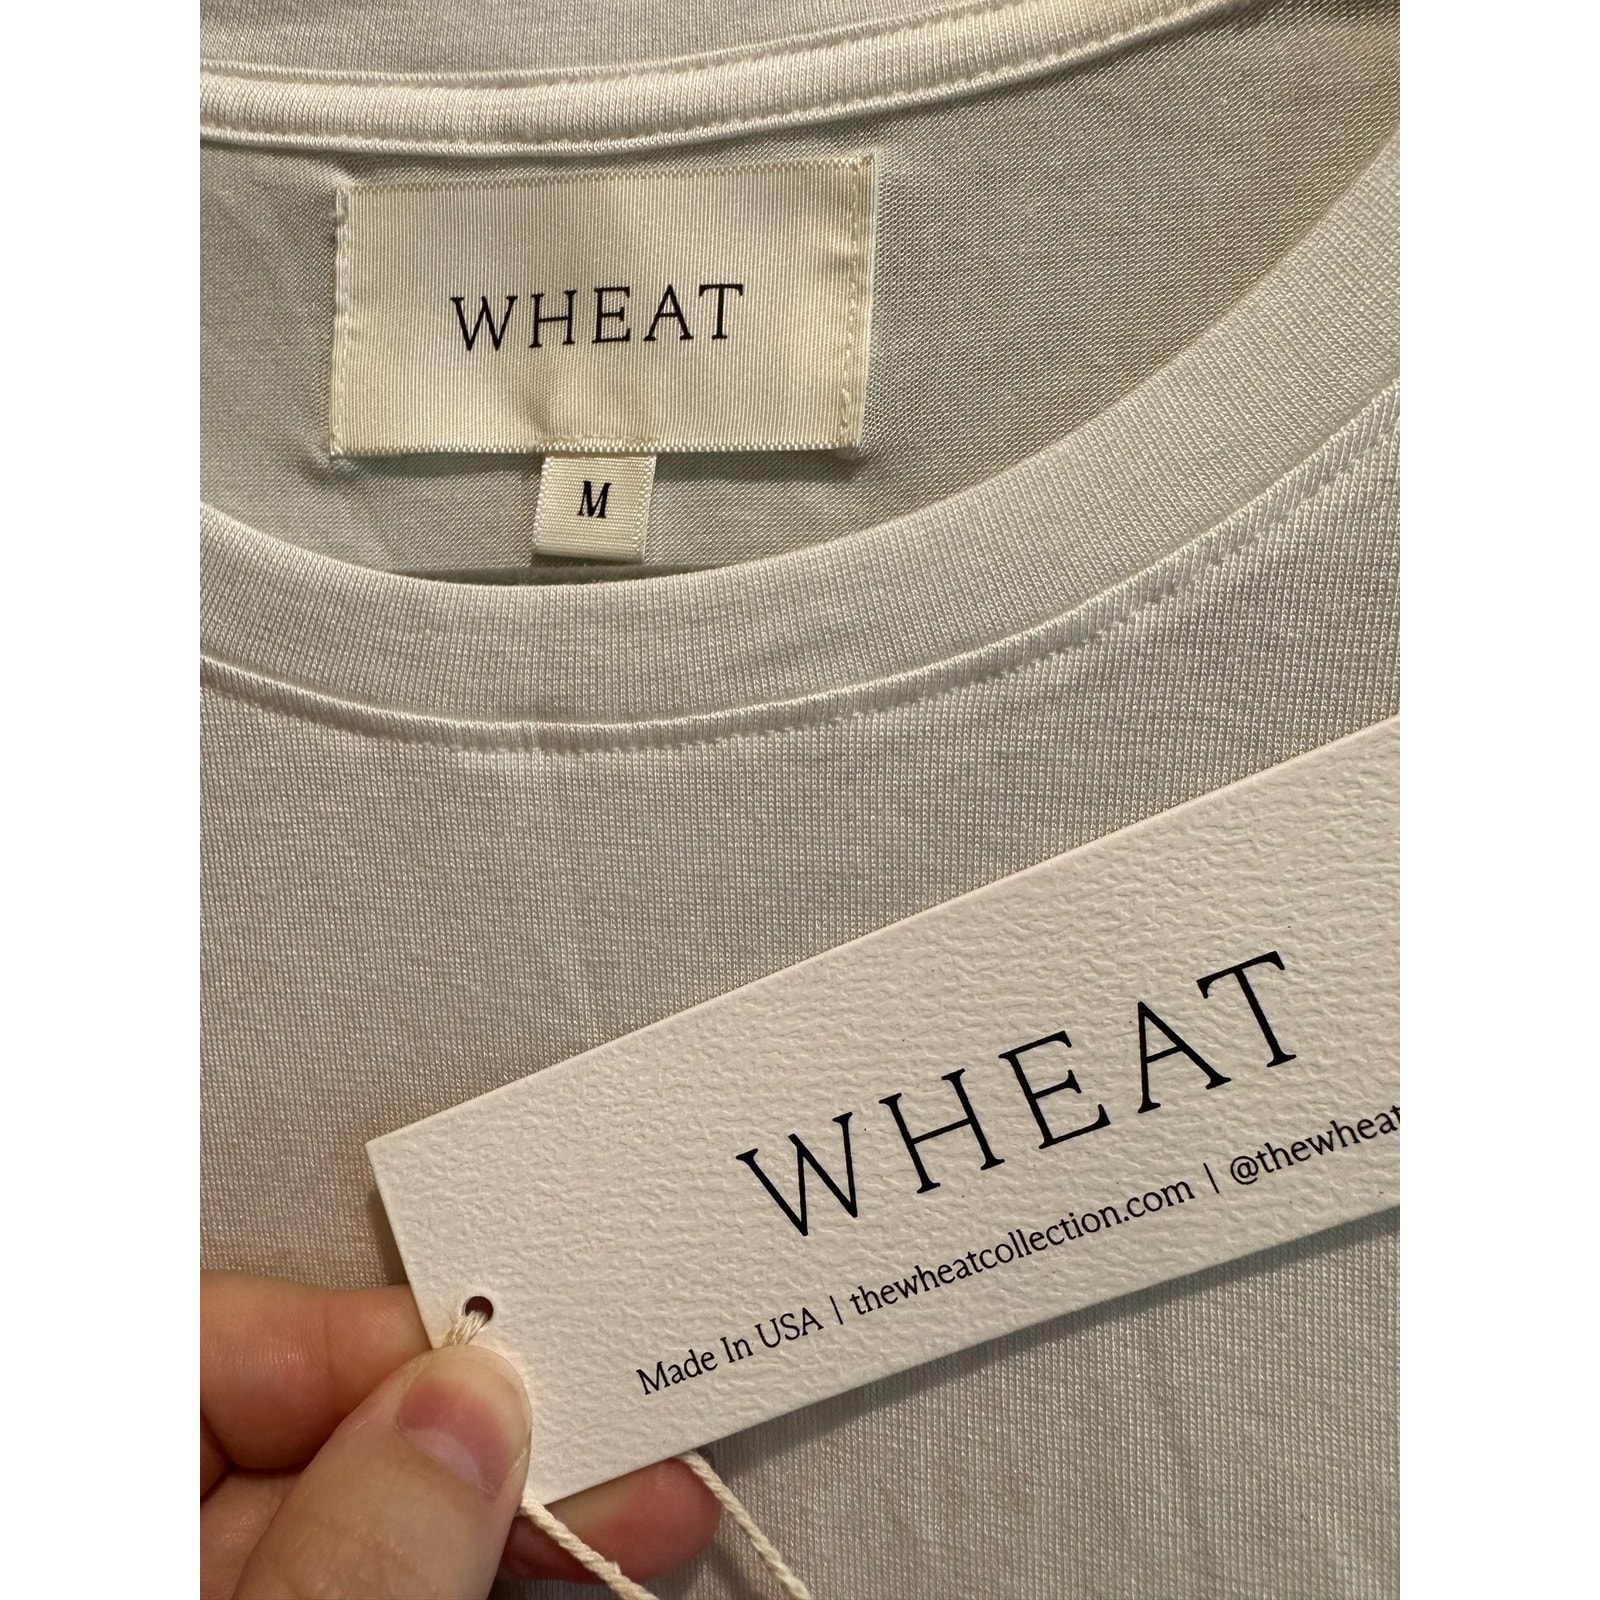 WHEAT
M
WHEAT
Made In USA | thewheatcollection.com | @thewheat